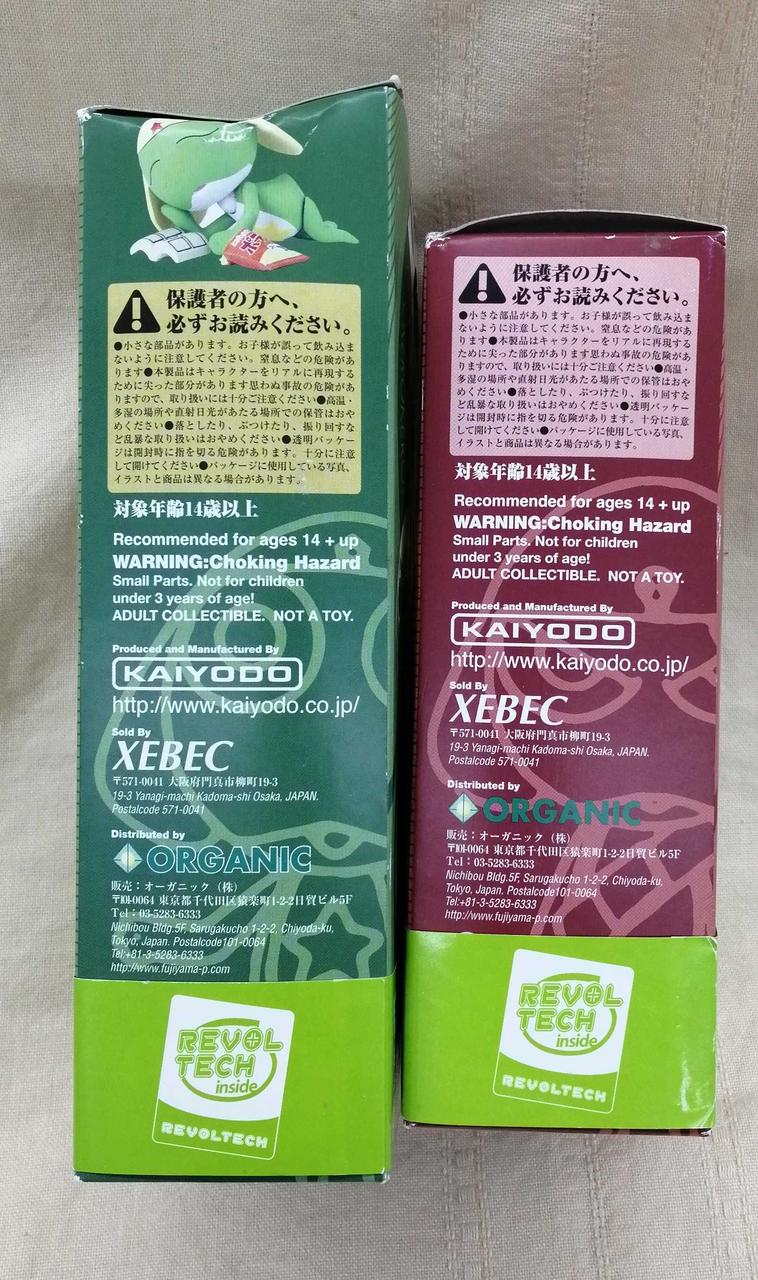 保護者の方へ、
必ずお読みください。
●小さな部品があります。お子様が誤って飲み込ま
ないように注意してください。窒息などの危険があ
ります●本製品はキャラクターをリアルに再現する
ために尖った部分があります思わぬ事故の危険があ
りますので、取り扱いには十分ご注意ください●高温・
多湿の場所や直射日光があたる場所での保管はおや
めください●落としたり、ぶつけたり、振り回すな
ど乱暴な取り扱いはおやめください●透明パッケー
ジは開封時に指を切る危険があります。十分に注意
して開けてください●パッケージに使用している写真、
イラストと商品は異なる場合があります。
対象年齢14歳以上
Recommended for ages 14 + up
WARNING:Choking Hazard
Small Parts. Not for children
under 3 years of age!
ADULT COLLECTIBLE. NOT A TOY.
Produced and Manufactured By
KAIYODO
http://www.kaiyodo.co.jp/
Sold By
XEBEC
〒571-0041 大阪府門真市柳町19-3
19-3 Yanagi-machi Kadoma-shi Osaka, JAPAN.
Postalcode 571-0041
Distributed by
ORGANIC
販売：オーガニック（株）
〒101-0064 東京都千代田区猿楽町1-2-2日貿ビル5F
Tel：03-5283-6333
Nichibou Bldg.5F, Sarugakucho 1-2-2, Chiyoda-ku,
Tokyo, Japan. Postalcode101-0064
Tel:+81-3-5283-6333
http://www.fujiyama-p.com
REVOL
TECH
inside
REVOLTECH
保護者の方へ、
必ずお読みください。
●小さな部品があります。お子様が誤って飲み込ま
ないように注意してください。窒息などの危険があ
ります●本製品はキャラクターをリアルに再現する
ために尖った部分があります思わぬ事故の危険があ
りますので、取り扱いには十分ご注意ください●高温・
多湿の場所や直射日光があたる場所での保管はおや
めください●落としたり、ぶつけたり、振り回すな
ど乱暴な取り扱いはおやめください●透明パッケー
ジは開封時に指を切る危険があります。十分に注意
して開けてください●パッケージに使用している写真、
イラストと商品は異なる場合があります。
対象年齢14歳以上
Recommended for ages 14 + up
WARNING:Choking Hazard
Small Parts. Not for children
under 3 years of age!
ADULT COLLECTIBLE. NOT A TOY.
Produced and Manufactured By
KAIYODO
http://www.kaiyodo.co.jp/
Sold By
XEBEC
〒571-0041 大阪府門真市柳町19-3
19-3 Yanagi-machi Kadoma-shi Osaka, JAPAN.
Postalcode 571-0041
Distributed by
ORGANIC
販売：オーガニック（株）
〒101-0064 東京都千代田区猿楽町1-2-2日貿ビル5F
Tel：03-5283-6333
Nichibou Bldg.5F, Sarugakucho 1-2-2, Chiyoda-ku,
Tokyo, Japan. Postalcode101-0064
Tel:+81-3-5283-6333
http://www.fujiyama-p.com
REVOL
TECH
inside
REVOLTECH